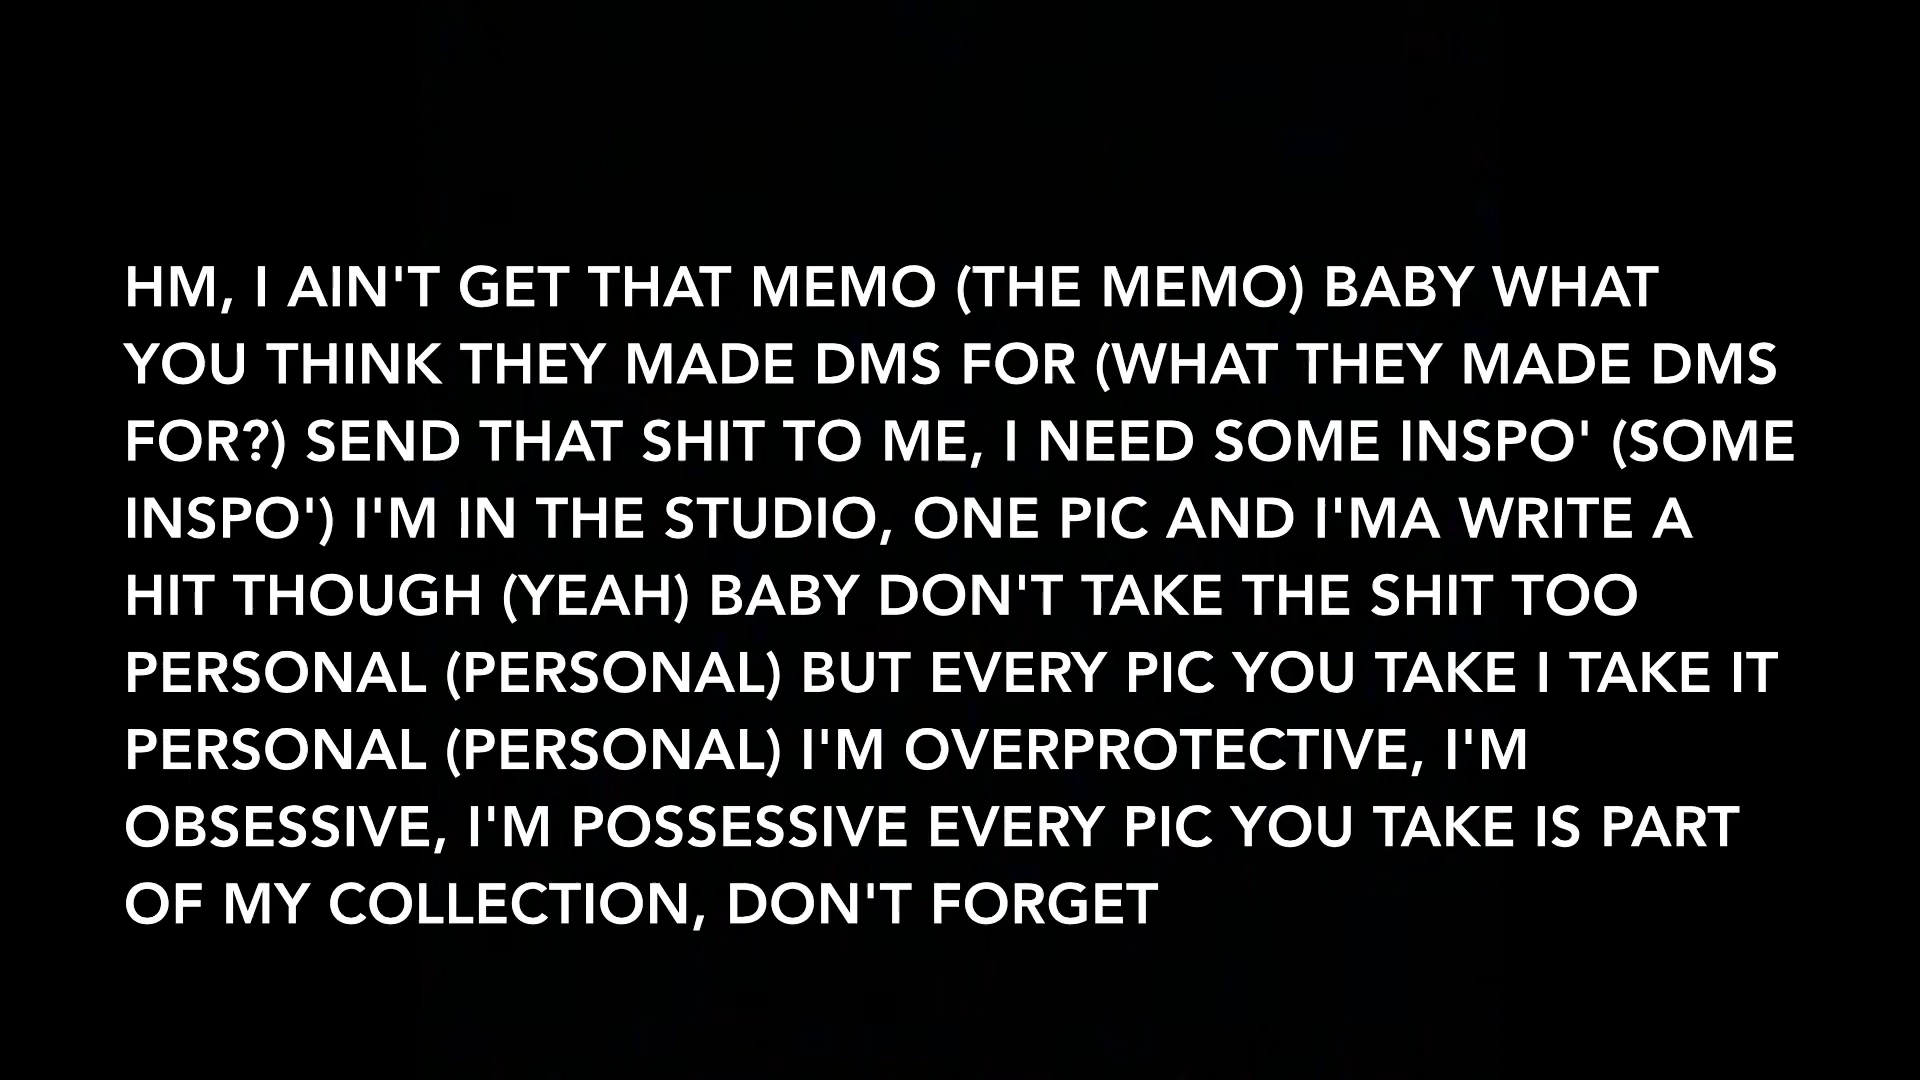 HM, I AIN'T GET THAT MEMO (THE MEMO) BABY WHAT
YOU THINK THEY MADE DMS FOR (WHAT THEY MADE DMS
FOR?) SEND THAT SHIT TO ME, I NEED SOME INSPO' (SOME
INSPO') I'M IN THE STUDIO, ONE PIC AND I'MA WRITE A
HIT THOUGH (YEAH) BABY DON'T TAKE THE SHIT TOO
PERSONAL (PERSONAL) BUT EVERY PIC YOU TAKE I TAKE IT
PERSONAL (PERSONAL) I'M OVERPROTECTIVE, I'M
OBSESSIVE, I'M POSSESSIVE EVERY PIC YOU TAKE IS PART
OF MY COLLECTION, DON'T FORGET